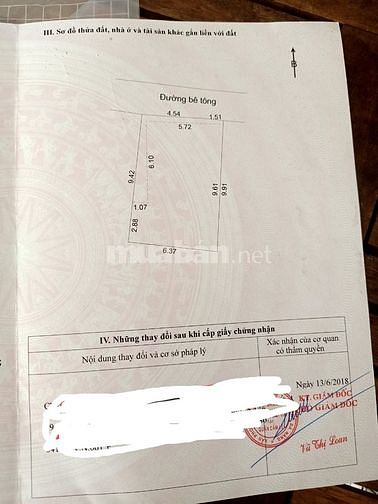 III. Sơ đồ thửa đất, nhà ở và tài sản khác gắn liền với đất
B
Đường bê tông
4.54
1.51
5.72
9.42
6.10
9.61
9.91
1.07
2.88
6.37
muaban.net
IV. Những thay đổi sau khi cấp giấy chứng nhận
Nội dung thay đổi và cơ sở pháp lý
Xác nhận của cơ quan
có thẩm quyền
Ngày 13/6/2018
KT. GIÁM ĐỐC
GIÁM ĐỐC
Vũ Thị Loan